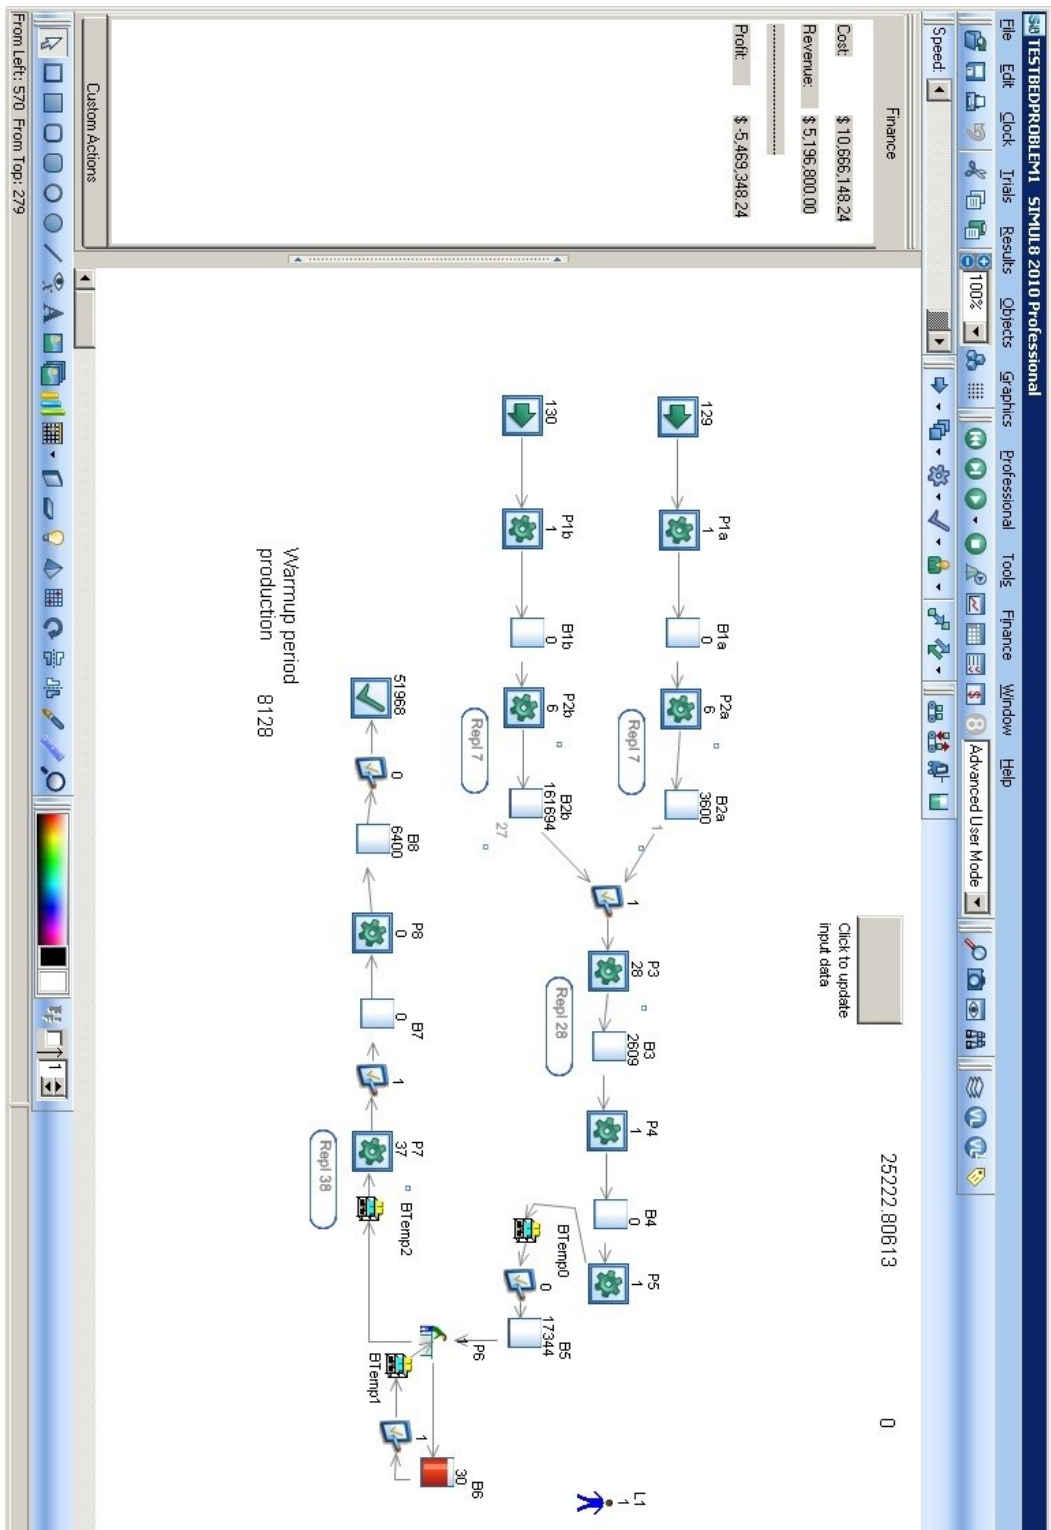 TESTBEDPROBLEM1 SIMUL8 2010 Professional
File Edit Clock Trials Results Objects Graphics Professional Tools Finance Window Help
100%
Advanced User Mode
Speed:
Finance
Cost: $ 10,666,148.24
Revenue: $ 5,196,800.00
Profit: $ -5,469,348.24
Custom Actions
Click to update
input data
25222.80613
0
L1
1
129
P1a
1
B1a
0
P2a
6
B2a
3600
1
Repl 7
130
P1b
1
B1b
0
P2b
6
B2b
161694
27
Repl 7
1
P3
28
B3
2609
Repl 28
P4
1
B4
0
P5
1
BTemp0
0
B5
17344
P6
1
B6
30
1
BTemp1
BTemp2
P7
37
Repl 38
1
B7
0
P8
0
B8
6400
0
51968
Warmup period
production 8128
1
From Left: 570 From Top: 279